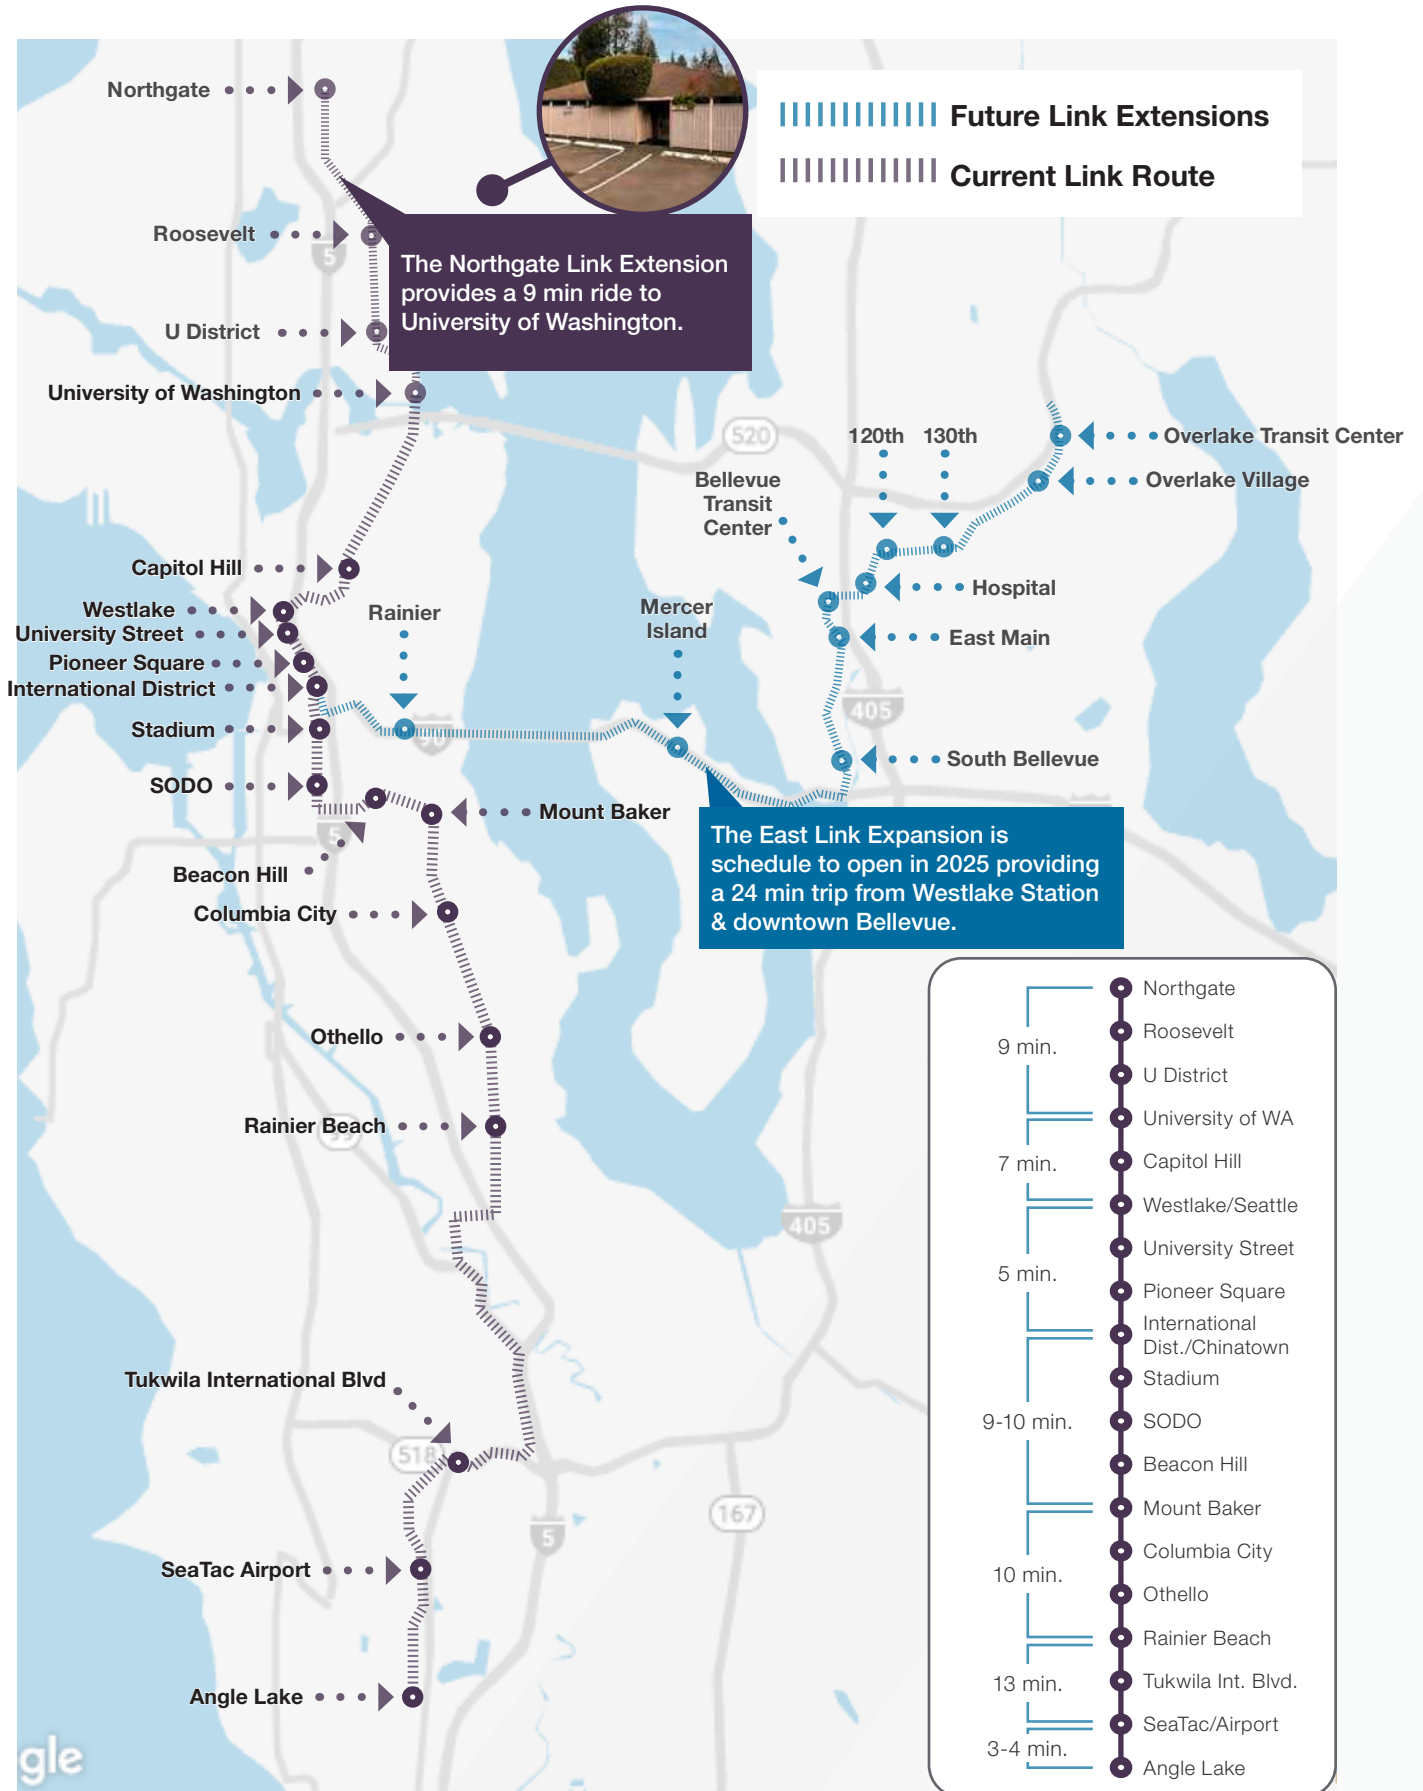 Northgate
Future Link Extensions
Current Link Route
Roosevelt
5
The Northgate Link Extension
provides a 9 min ride to
University of Washington.
U District
University of Washington
520
120th
130th
Overlake Transit Center
Bellevue
Transit
Center
Overlake Village
Capitol Hill
Hospital
Westlake
Rainier
Mercer
Island
University Street
East Main
Pioneer Square
International District
405
Stadium
90
South Bellevue
SODO
Mount Baker
5
Beacon Hill
The East Link Expansion is
schedule to open in 2025 providing
a 24 min trip from Westlake Station
& downtown Bellevue.
Columbia City
Othello
Rainier Beach
99
405
Tukwila International Blvd
518
167
5
SeaTac Airport
Angle Lake
gle
Northgate
Roosevelt
9 min.
U District
University of WA
7 min.
Capitol Hill
Westlake/Seattle
University Street
5 min.
Pioneer Square
International
Dist./Chinatown
Stadium
9-10 min.
SODO
Beacon Hill
Mount Baker
Columbia City
10 min.
Othello
Rainier Beach
13 min.
Tukwila Int. Blvd.
SeaTac/Airport
3-4 min.
Angle Lake